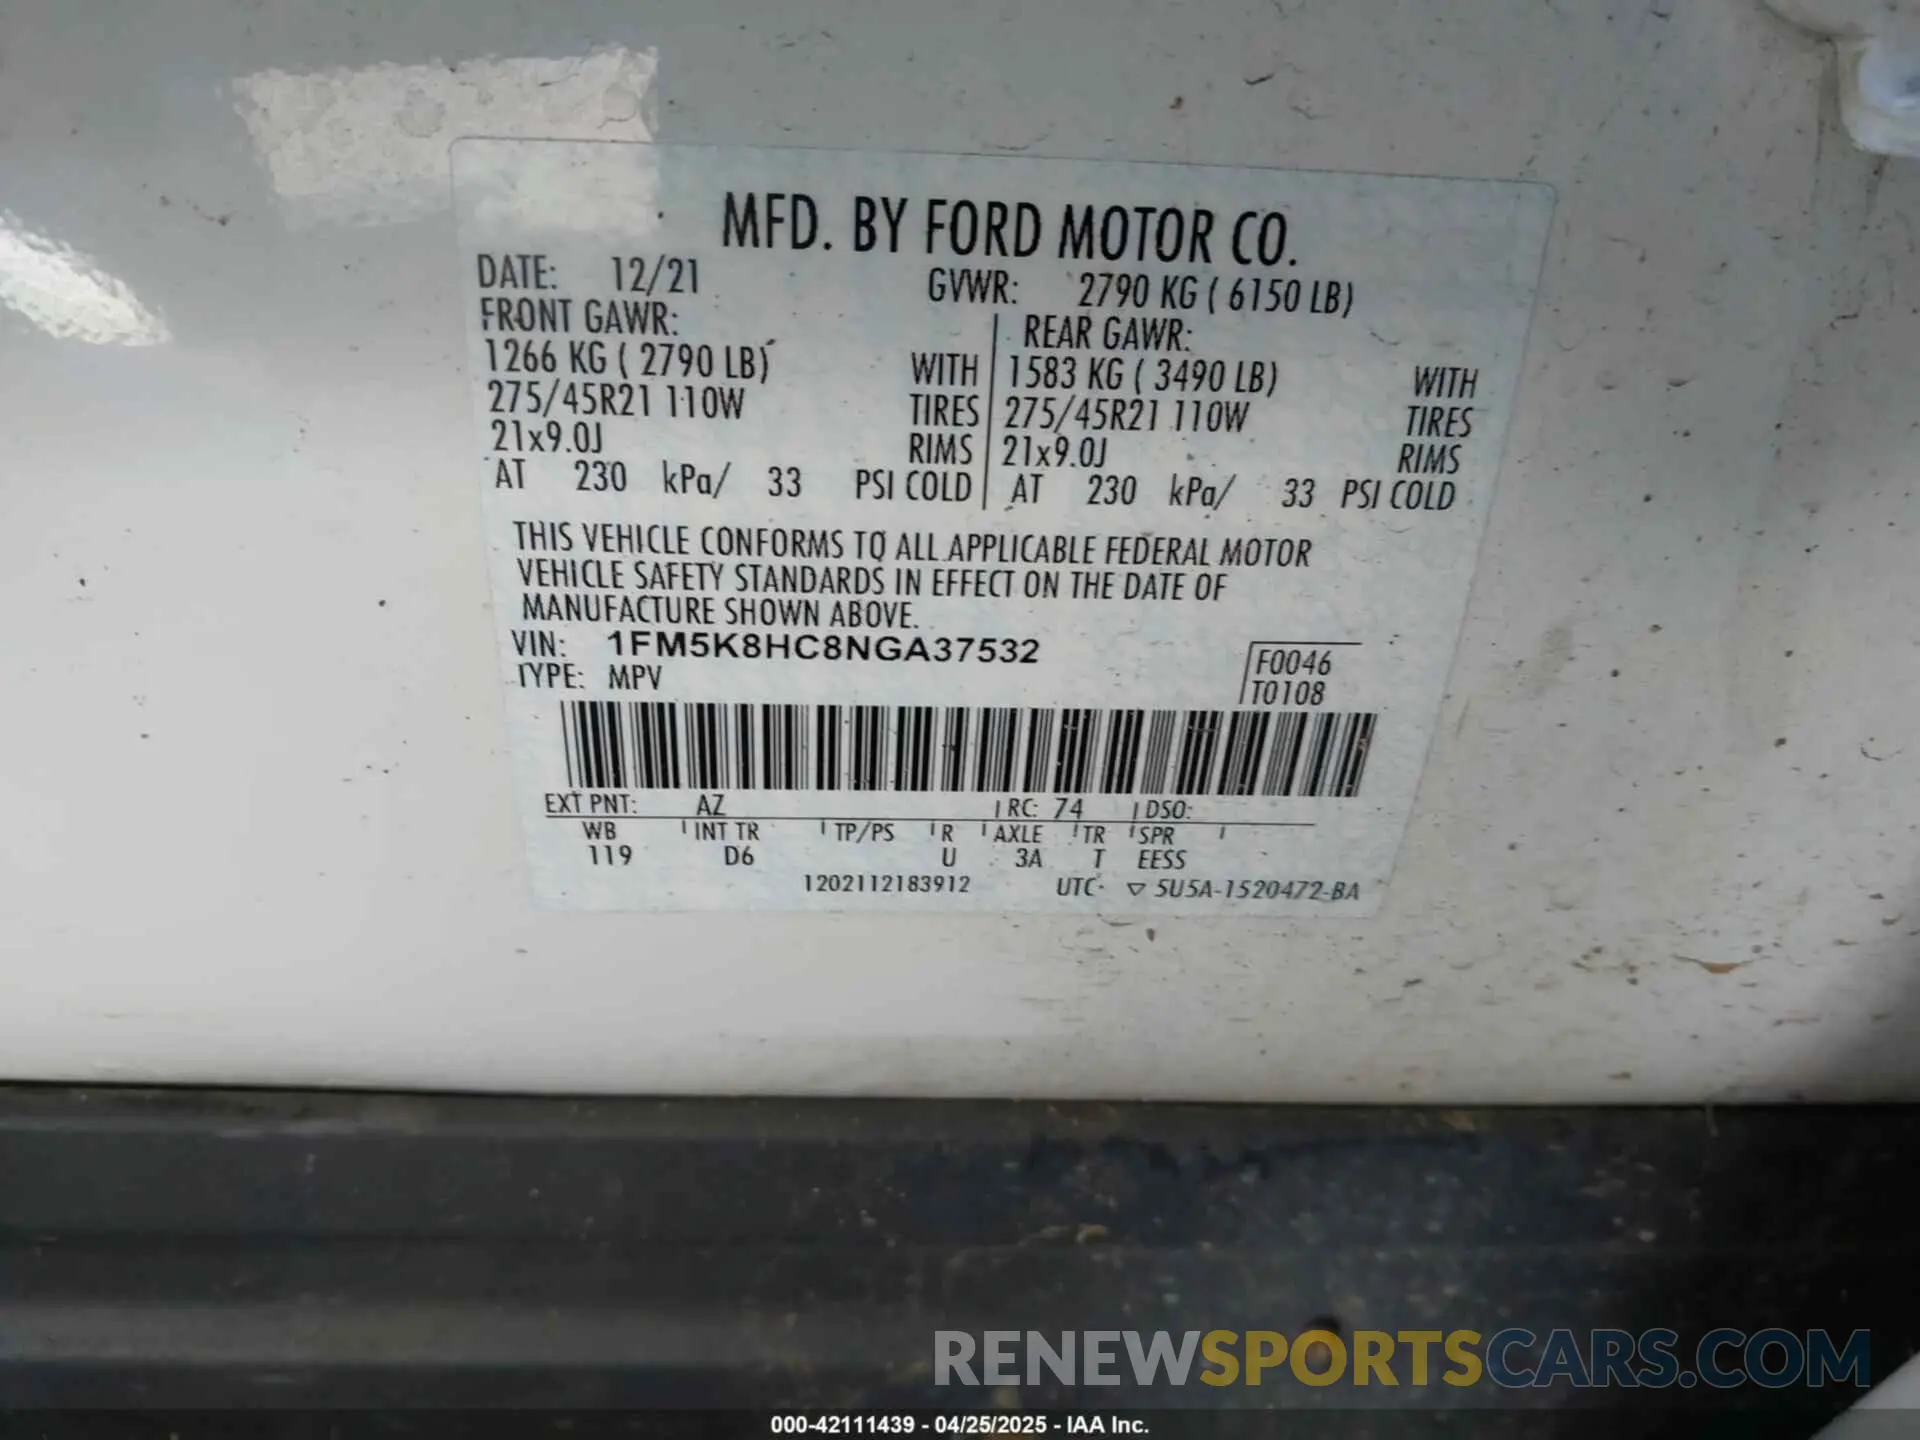 MFD. BY FORD MOTOR CO.
DATE: 12/21 GVWR: 2790 KG ( 6150 LB)
FRONT GAWR: REAR GAWR:
1266 KG ( 2790 LB) WITH 1583 KG ( 3490 LB) WITH
275/45R21 110W TIRES 275/45R21 110W TIRES
21x9.0J RIMS 21x9.0J RIMS
AT 230 kPa/ 33 PSI COLD AT 230 kPa/ 33 PSI COLD
THIS VEHICLE CONFORMS TO ALL APPLICABLE FEDERAL MOTOR
VEHICLE SAFETY STANDARDS IN EFFECT ON THE DATE OF
MANUFACTURE SHOWN ABOVE.
VIN: 1FM5K8HC8NGA37532 F0046
TYPE: MPV T0108
EXT PNT: AZ RC: 74 DSO:
WB INT TR TP/PS R AXLE TR SPR
119 D6 U 3A T EESS
1202112183912 UTC ▽ 5U5A-1520472-BA
RENEWSPORTSCARS.COM
000-42111439 - 04/25/2025 - IAA Inc.